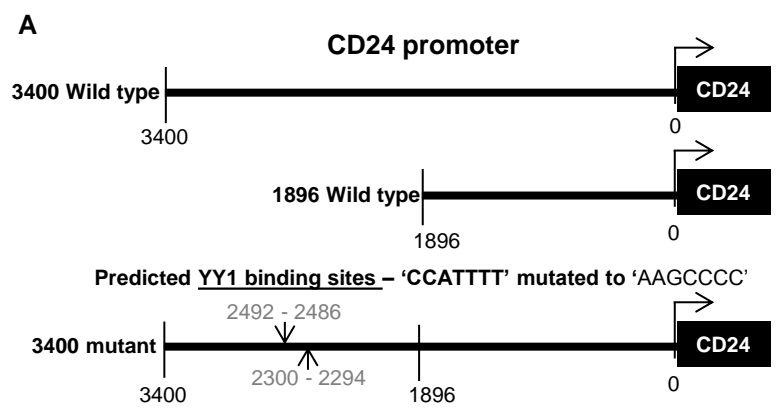 A
CD24 promoter
3400 Wild type
CD24
3400
0
1896 Wild type
CD24
1896
0
Predicted YY1 binding sites – ‘CCATTTT’ mutated to ‘AAGCCCC’
2492 - 2486
3400 mutant
CD24
2300 - 2294
3400
1896
0